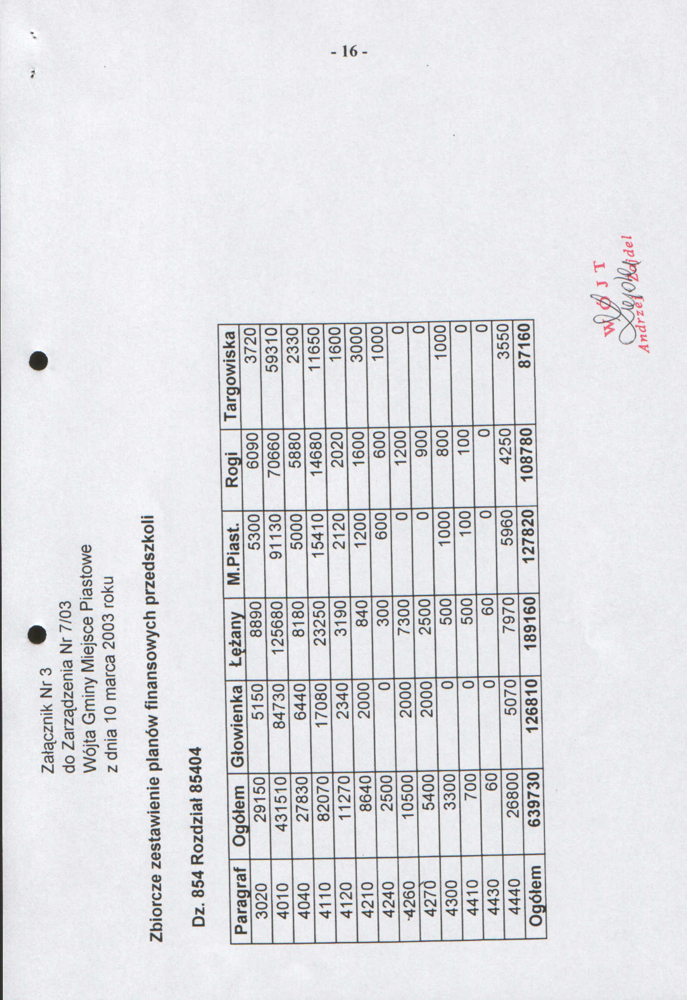 Załącznik Nr 3
do Zarządzenia Nr 7/03
Wójta Gminy Miejsce Piastowe
z dnia 10 marca 2003 roku
Zbiorcze zestawienie planów finansowych przedszkoli
Dz. 854 Rozdział 85404
Paragraf Ogółem Głowienka Łężany M.Piast. Rogi Targowiska
3020 29150 5150 8890 5300 6090 3720
4010 431510 84730 125680 91130 70660 59310
4040 27830 6440 8180 5000 5880 2330
4110 82070 17080 23250 15410 14680 11650
4120 11270 2340 3190 2120 2020 1600
4210 8640 2000 840 1200 1600 3000
4240 2500 0 300 600 600 1000
4260 10500 2000 7300 0 1200 0
4270 5400 2000 2500 0 900 0
4300 3300 0 500 1000 800 1000
4410 700 0 500 100 100 0
4430 60 0 60 0 0 0
4440 26800 5070 7970 5960 4250 3550
Ogółem 639730 126810 189160 127820 108780 87160
WÓJT
Andrzej Zajdel
- 16 -